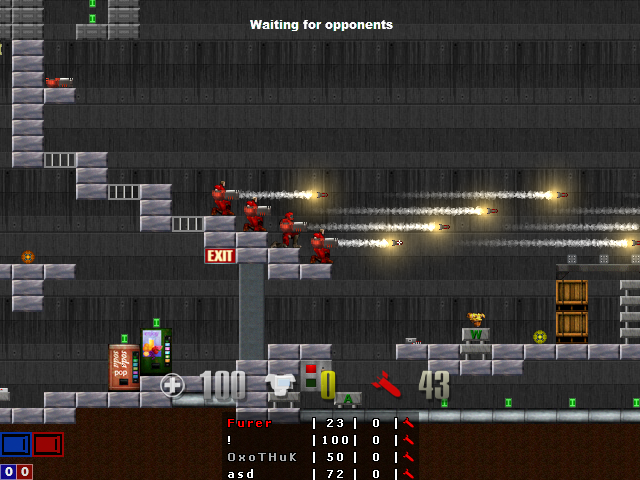 Waiting for opponents
EXIT
W
soda
pop
100
0
A
43
Furer | 23 | 0 |
! | 100 | 0 |
OxoTHuK | 50 | 0 |
asd | 72 | 0 |
0 0